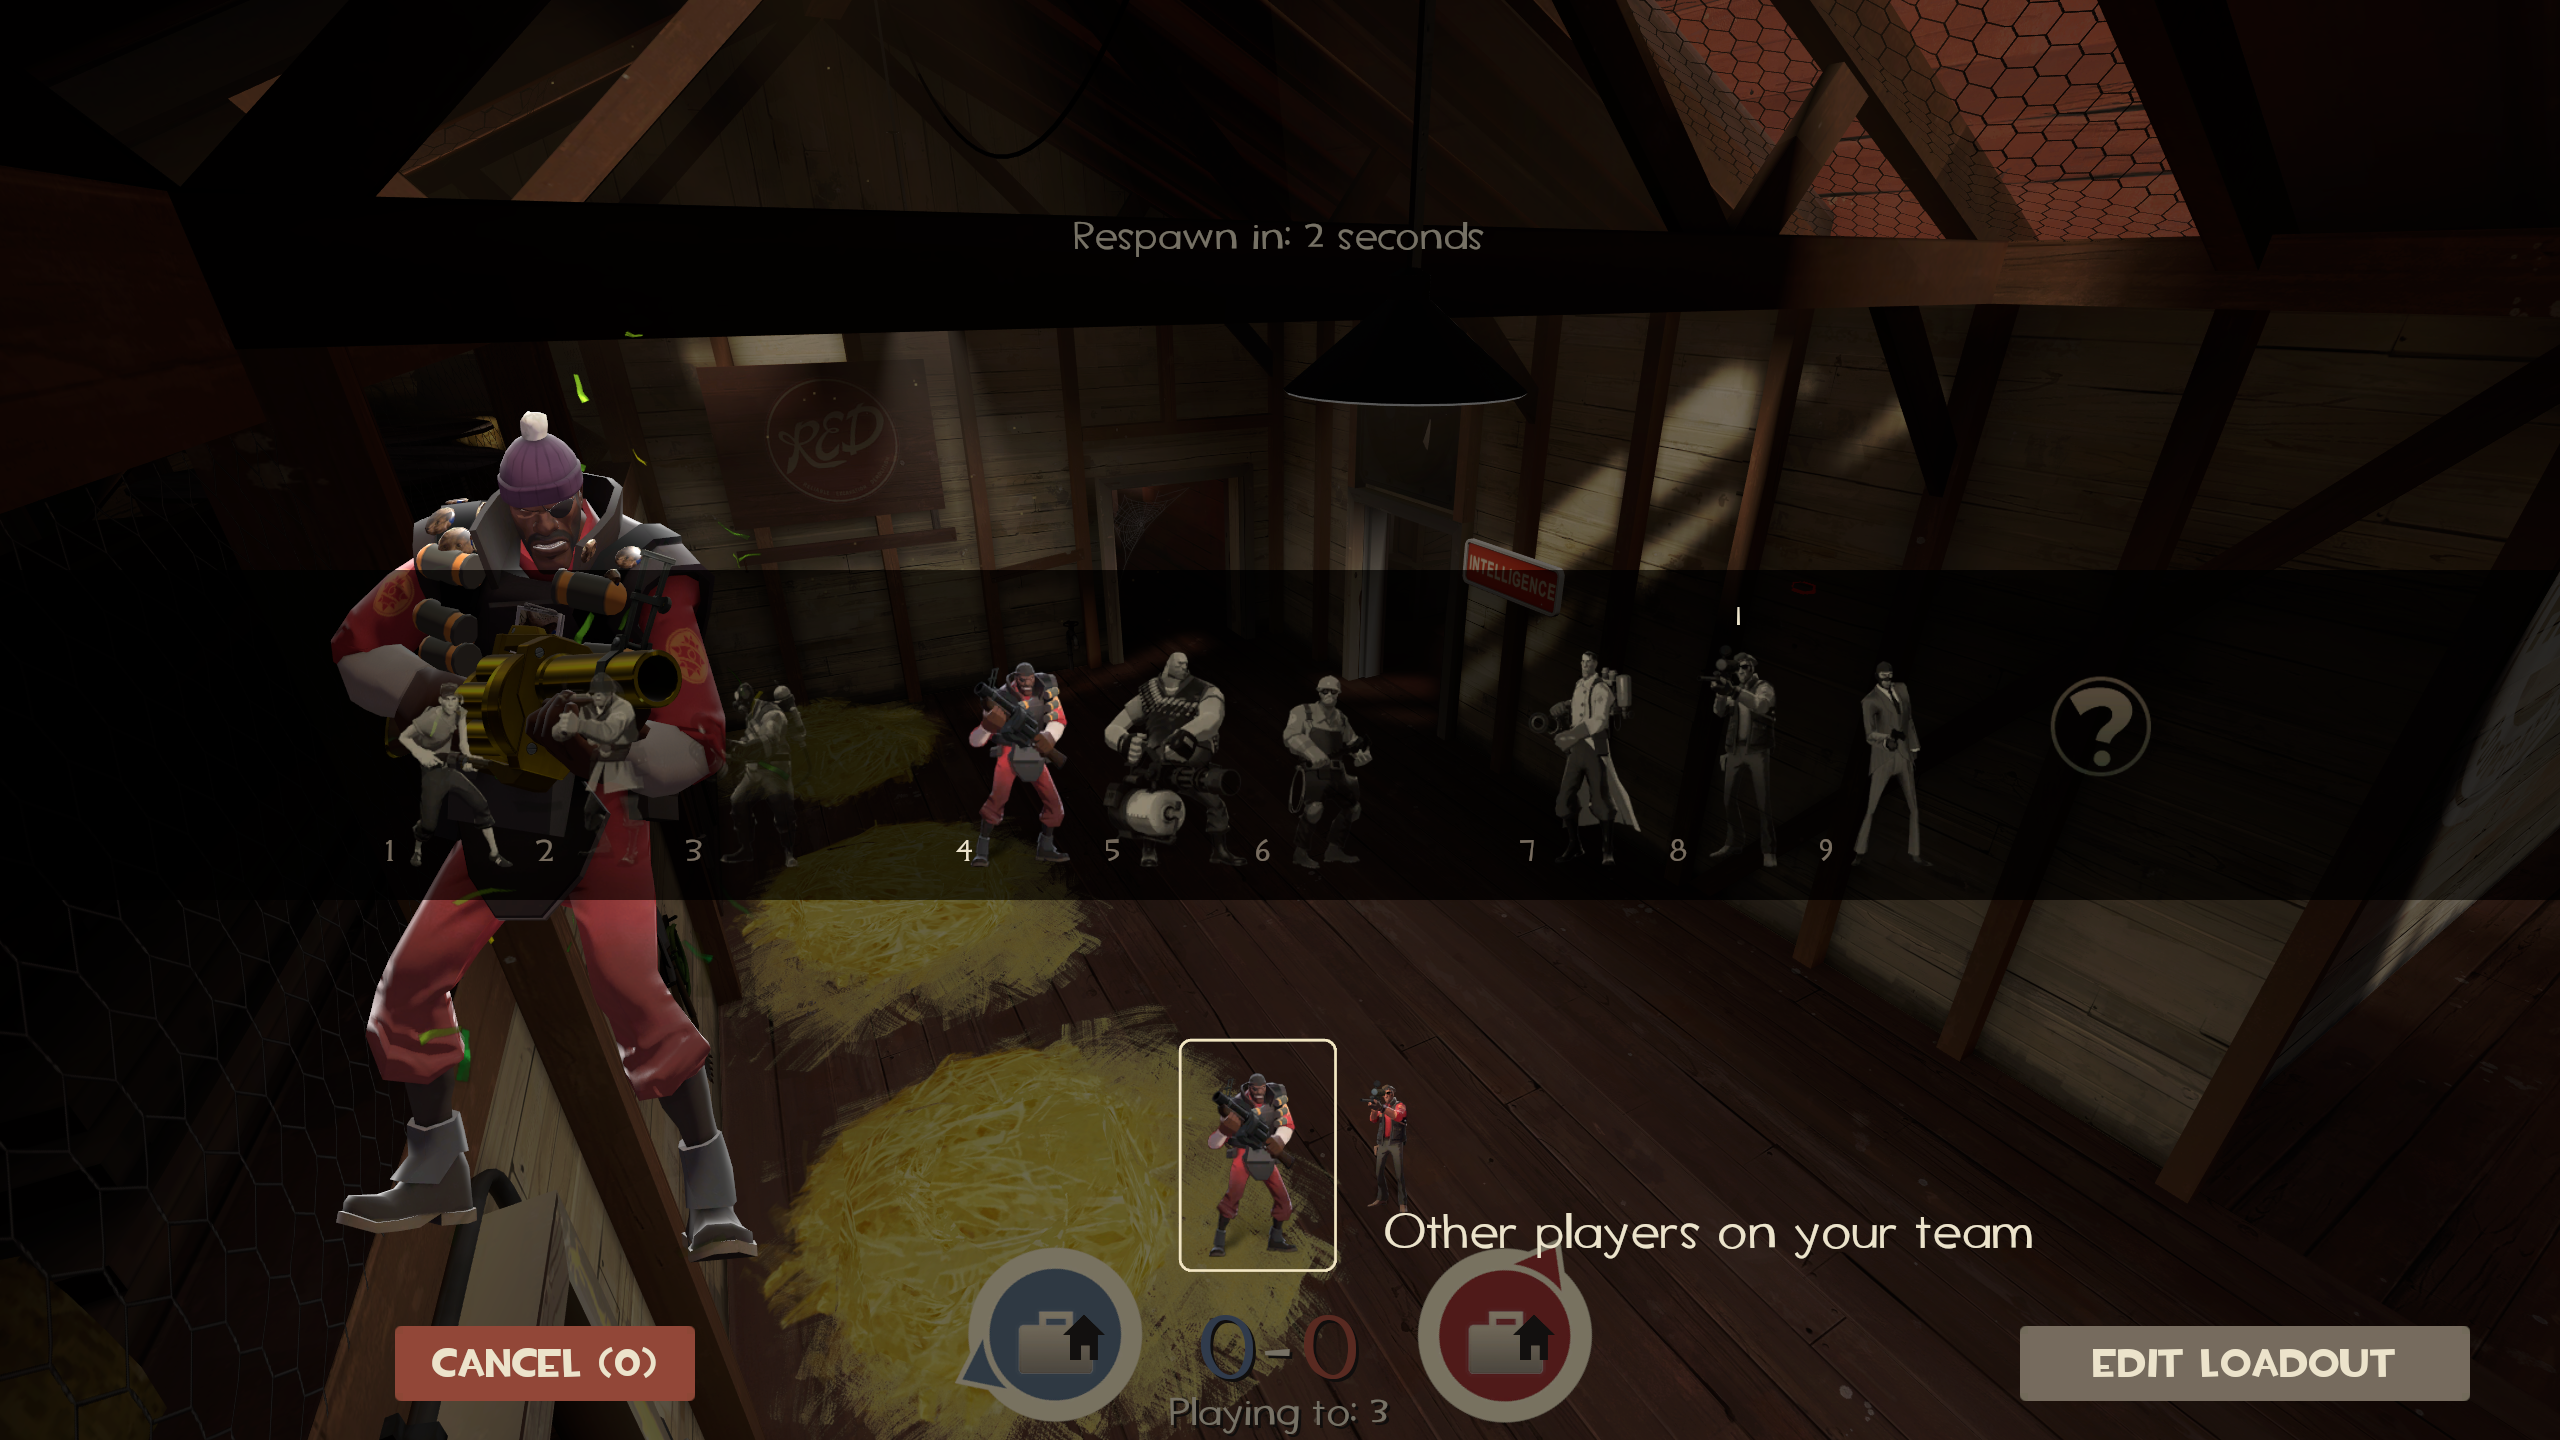 Respawn in: 2 seconds
RED
INTELLIGENCE
1
1 2 3 4 5 6 7 8 9
?
Other players on your team
0-0
CANCEL (0)
EDIT LOADOUT
Playing to: 3